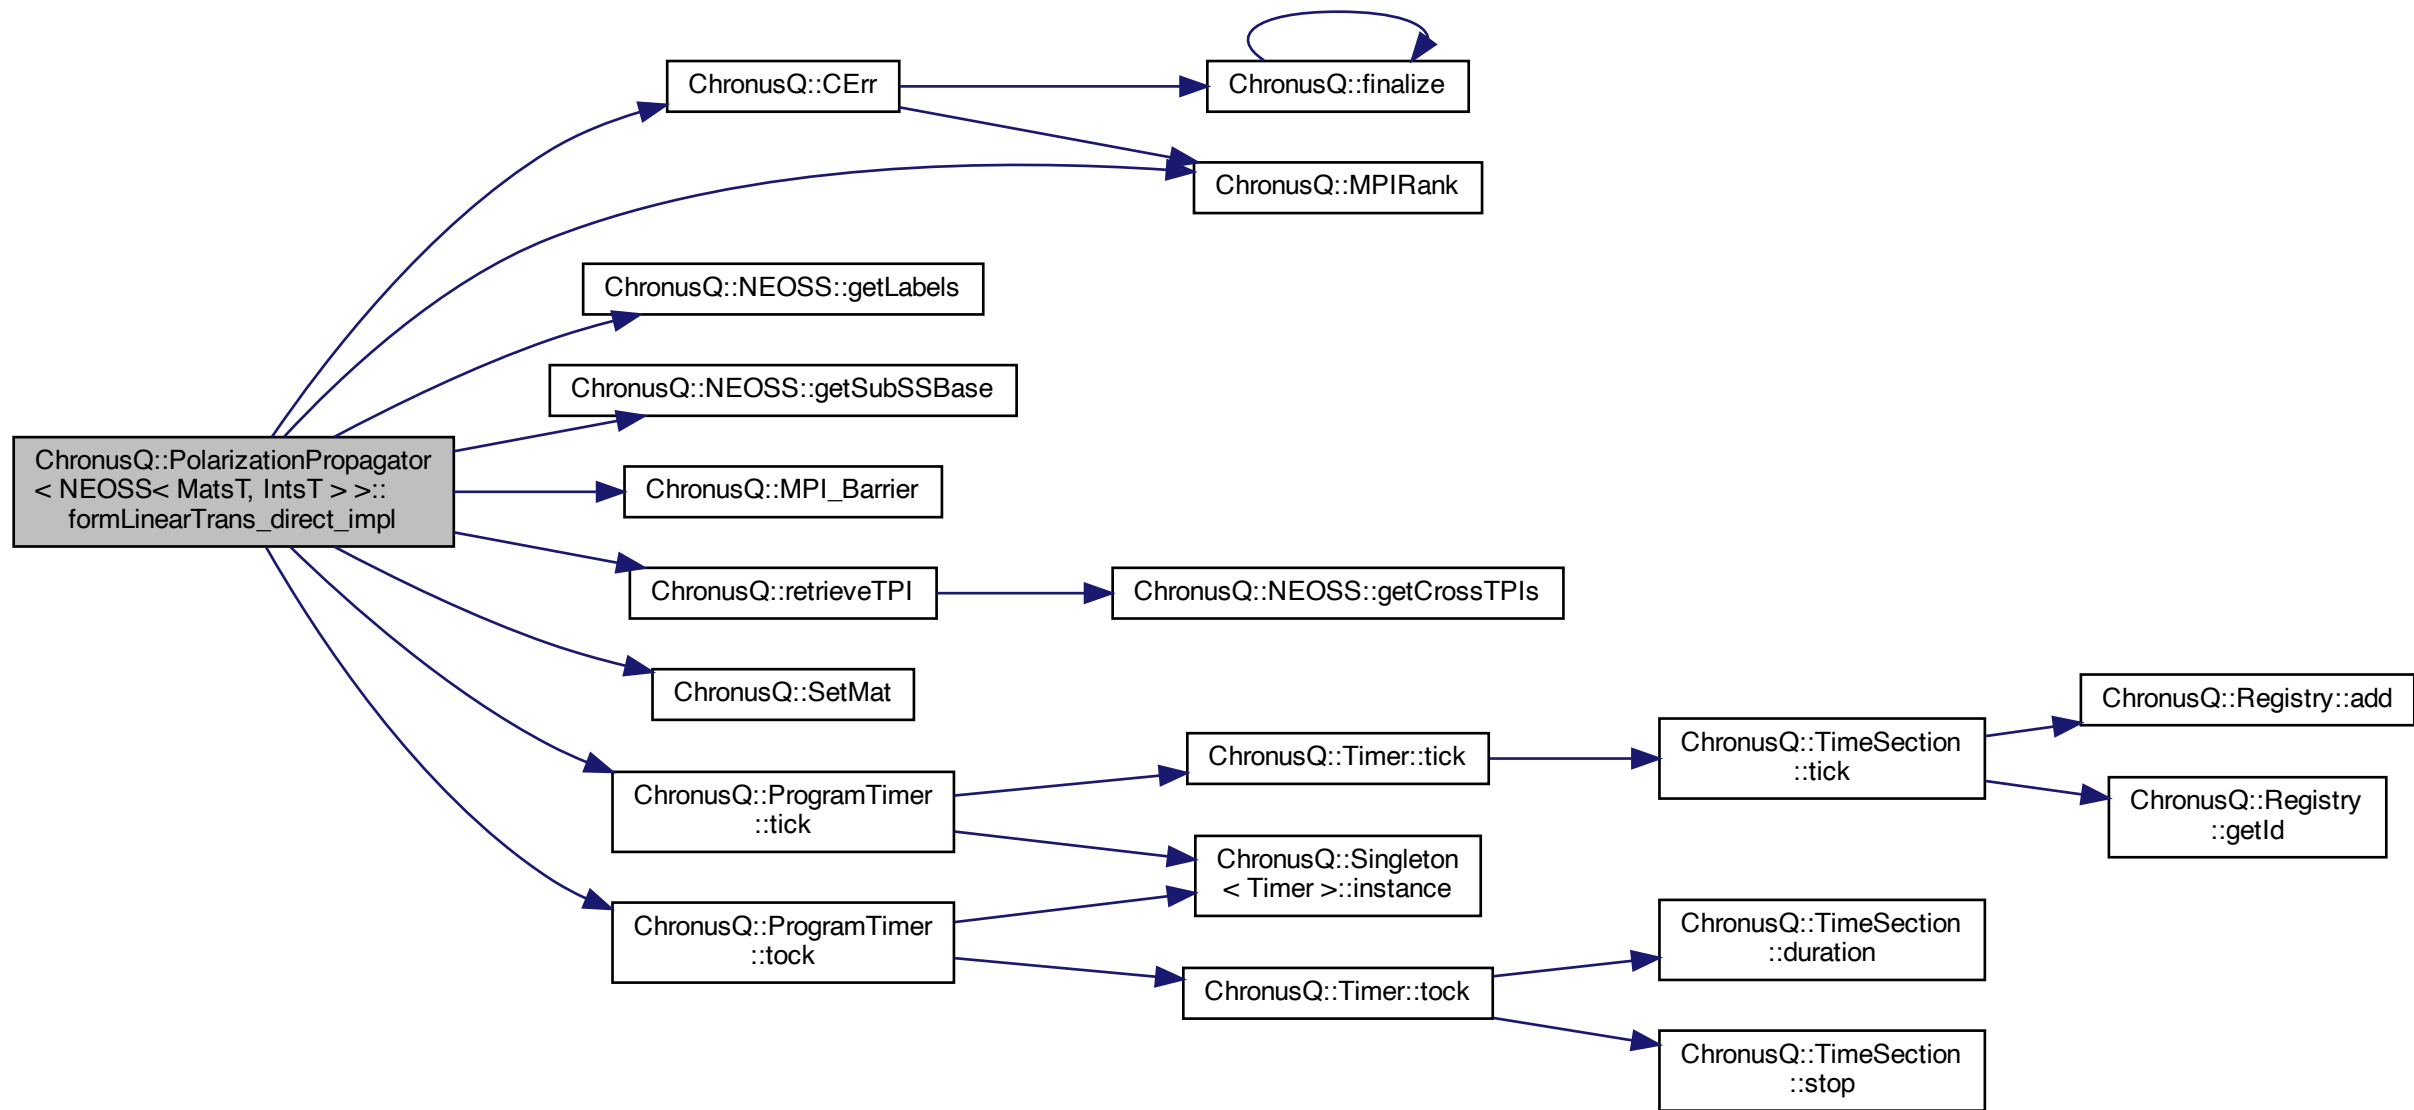 ChronusQ::PolarizationPropagator
< NEOSS< MatsT, IntsT > >::
formLinearTrans_direct_impl
ChronusQ::CErr
ChronusQ::finalize
ChronusQ::MPIRank
ChronusQ::NEOSS::getLabels
ChronusQ::NEOSS::getSubSSBase
ChronusQ::MPI_Barrier
ChronusQ::retrieveTPI
ChronusQ::NEOSS::getCrossTPIs
ChronusQ::SetMat
ChronusQ::ProgramTimer
::tick
ChronusQ::Timer::tick
ChronusQ::TimeSection
::tick
ChronusQ::Registry::add
ChronusQ::Registry
::getId
ChronusQ::Singleton
< Timer >::instance
ChronusQ::ProgramTimer
::tock
ChronusQ::Timer::tock
ChronusQ::TimeSection
::duration
ChronusQ::TimeSection
::stop